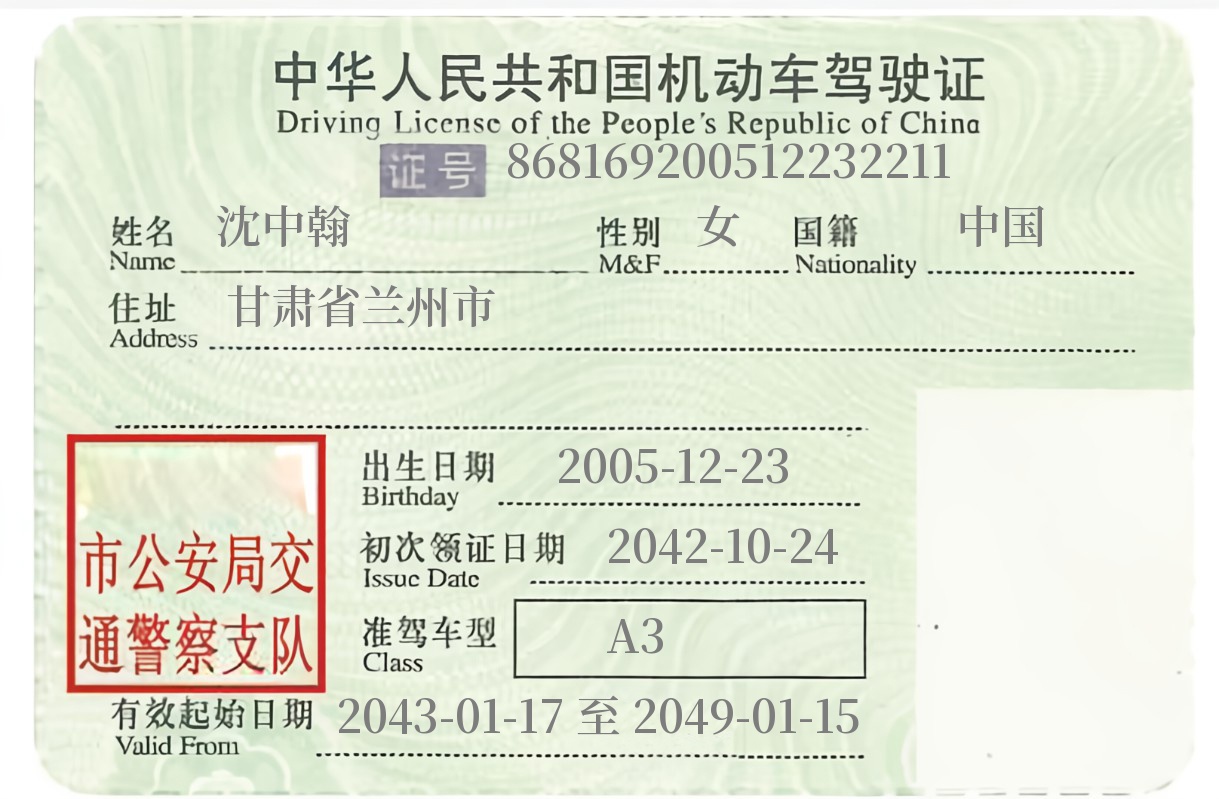 中华人民共和国机动车驾驶证
Driving License of the People's Republic of China
证号 868169200512232211
姓名 沈中翰 性别 女 国籍 中国
Name M&F Nationality
住址 甘肃省兰州市
Address
出生日期 2005-12-23
Birthday
初次领证日期 2042-10-24
Issue Date
市公安局交
通警察支队
准驾车型 A3
Class
有效起始日期 2043-01-17 至 2049-01-15
Valid From